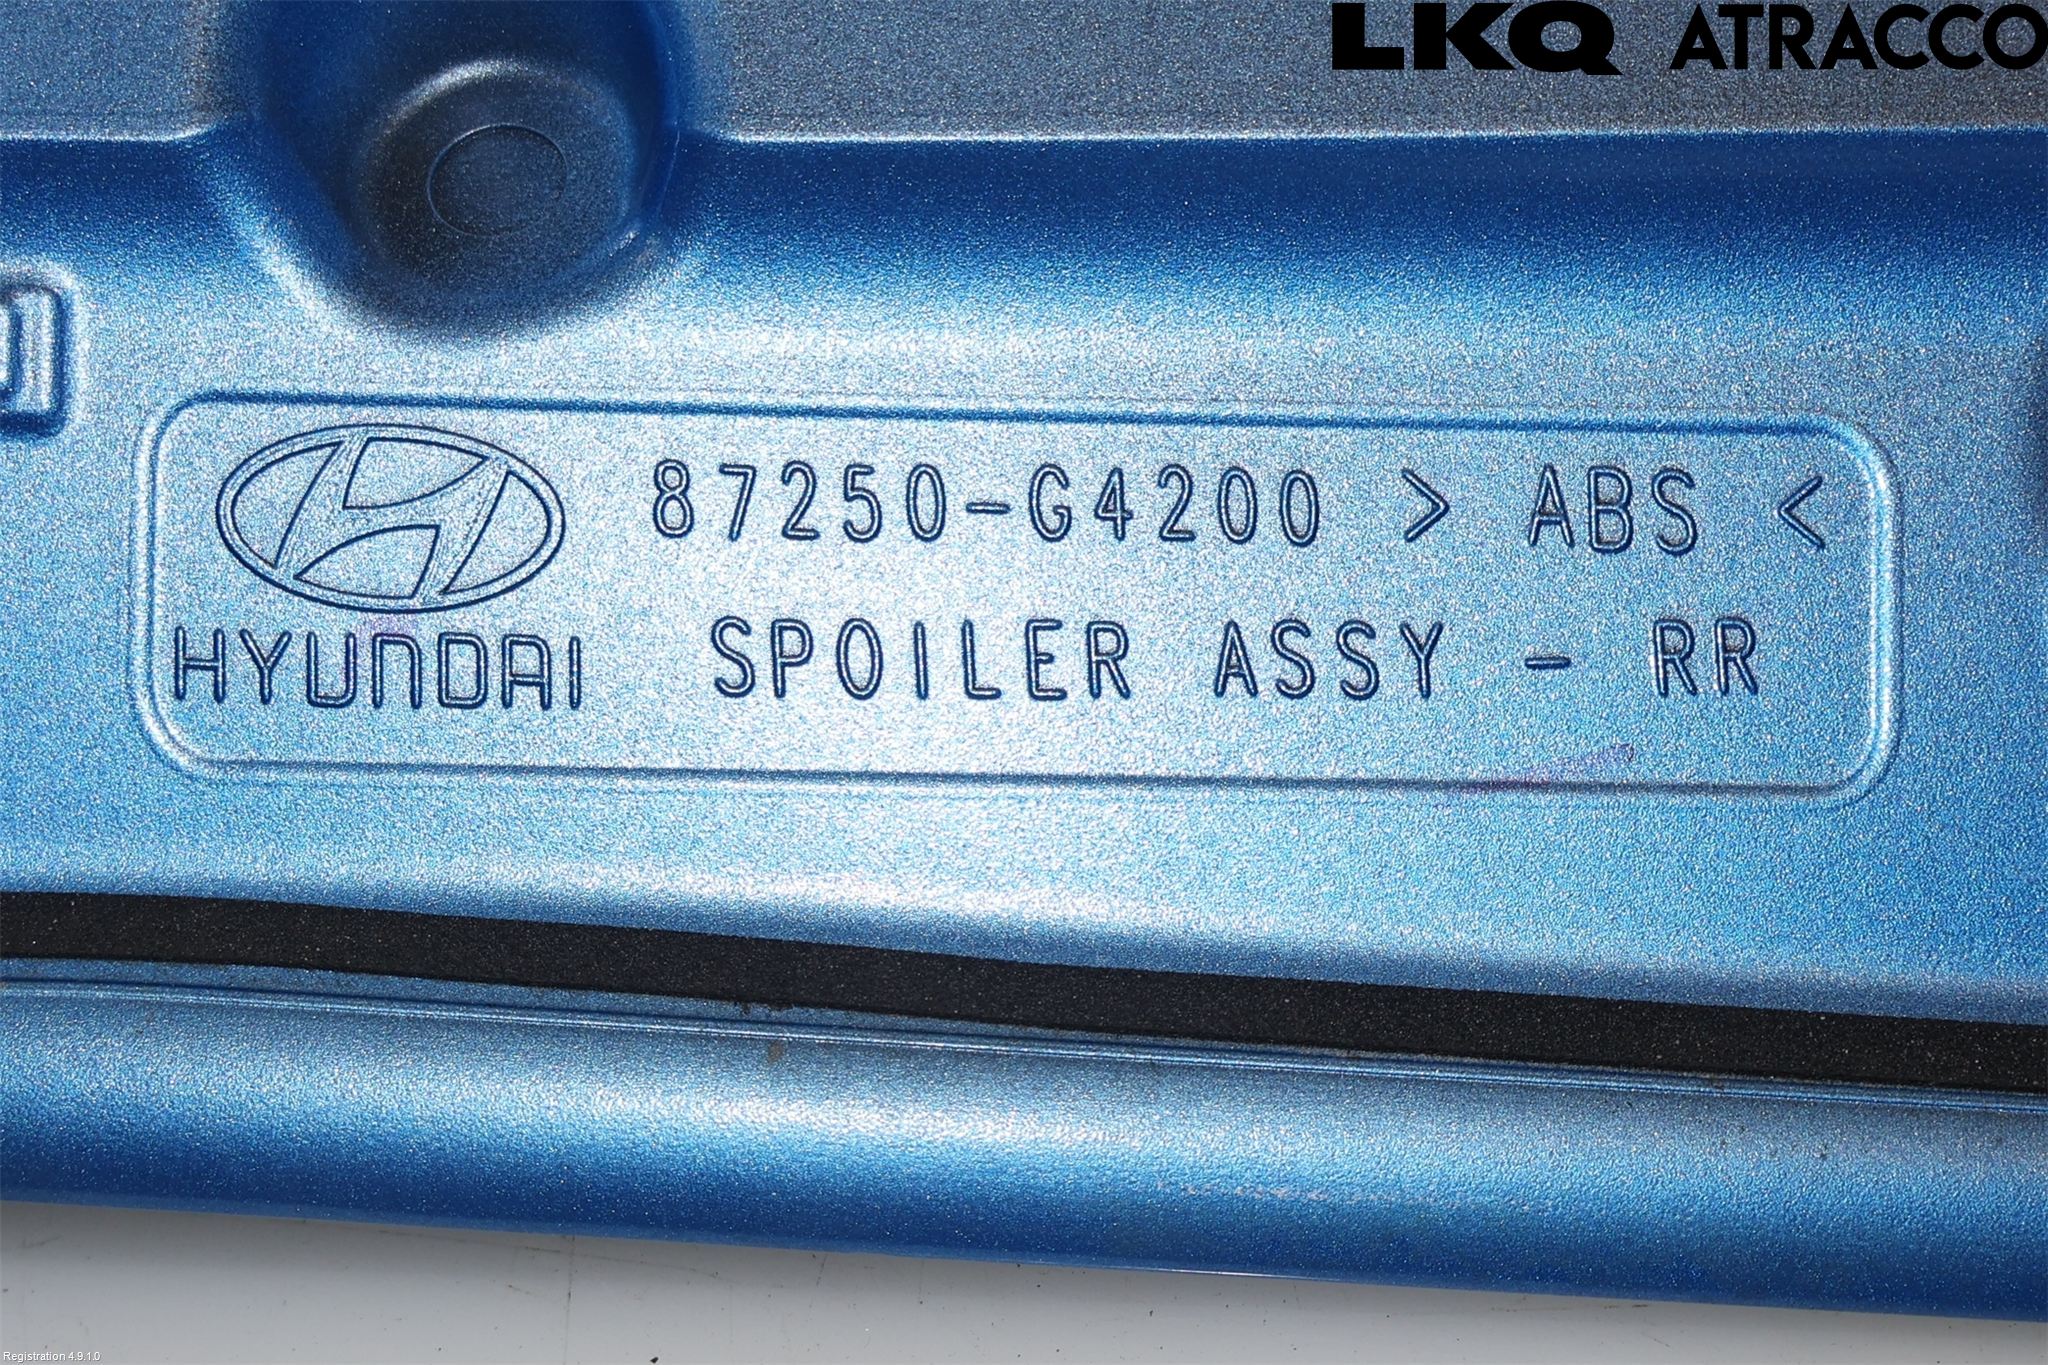 LKQ ATRACCO
87250-G4200 > ABS <
HYUNDAI SPOILER ASSY - RR
Registration 4.9.1.0